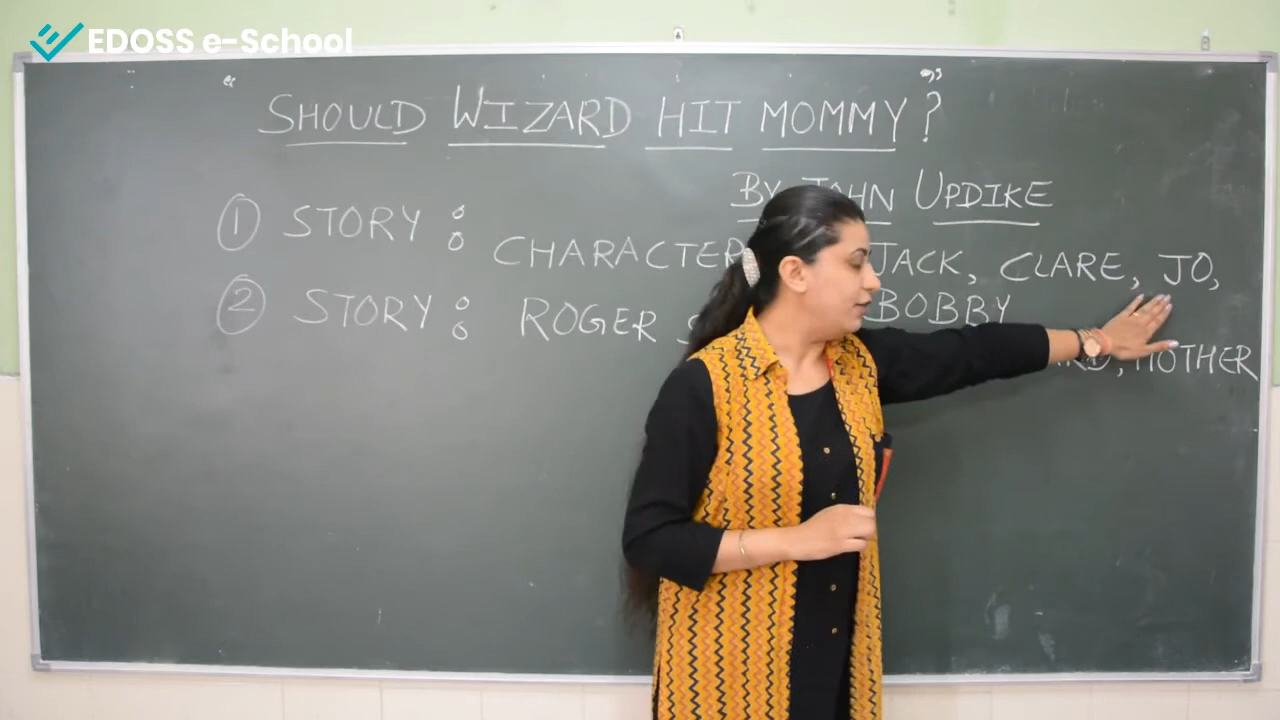 EDOSS e-School
SHOULD WIZARD HIT MOMMY?
BY JOHN UPDIKE
① STORY : CHARACTER JACK, CLARE, JO,
BOBBY
② STORY : ROGER
MOTHER